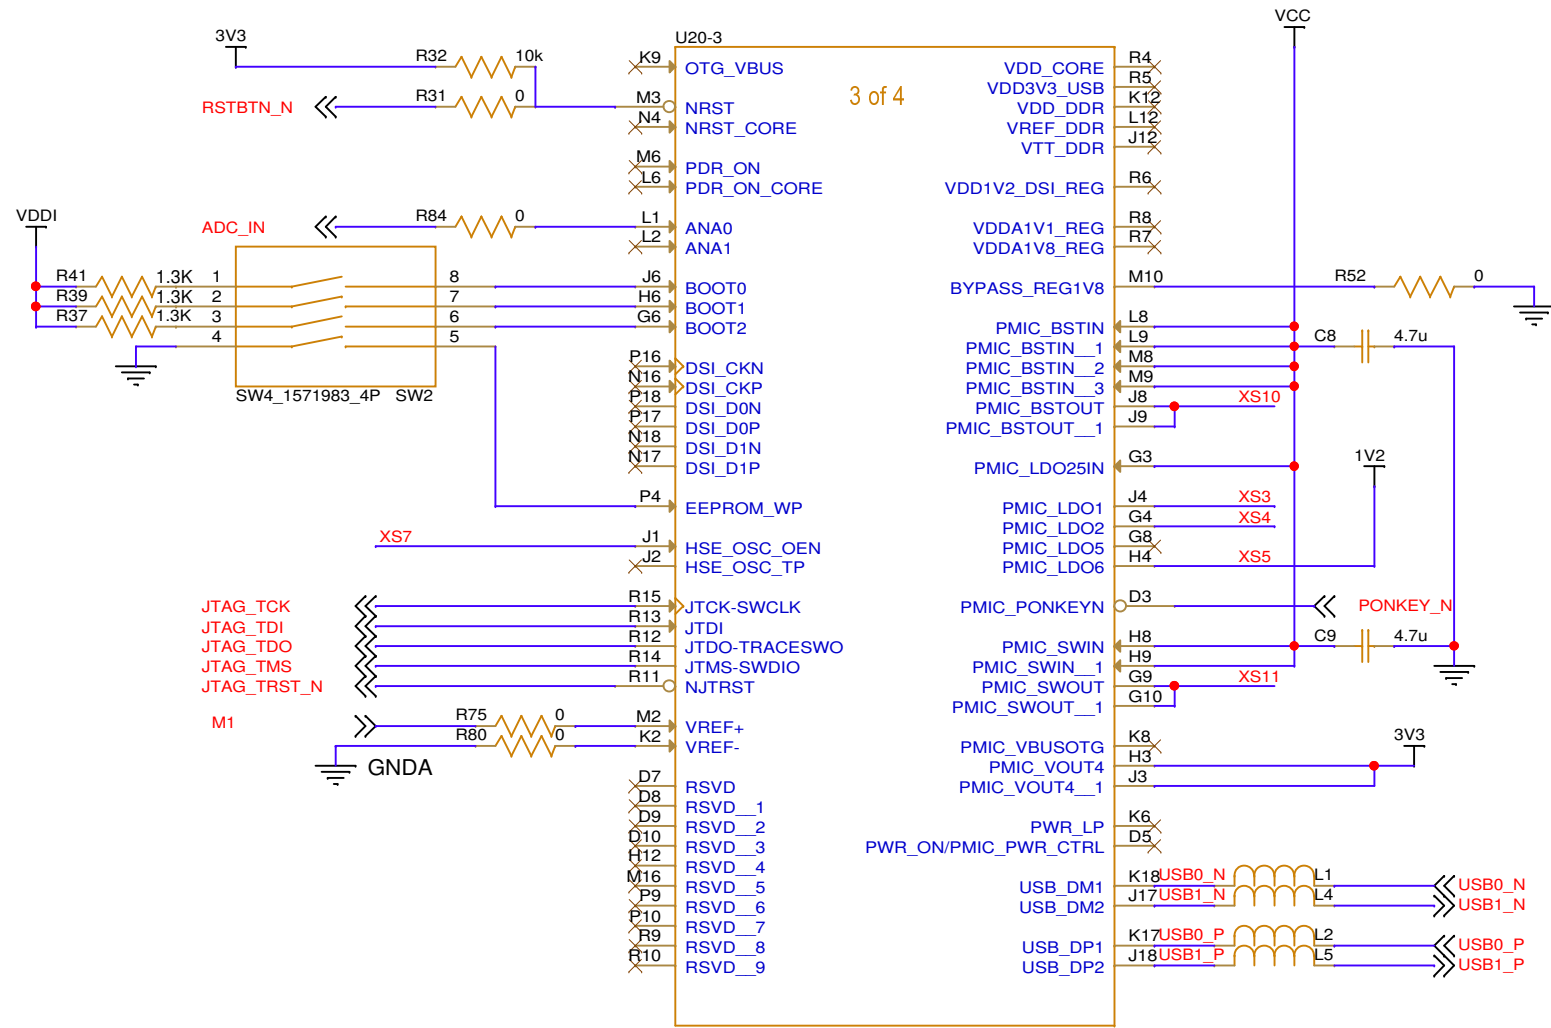 VCC
U20-3
3V3
R32 10k K9 OTG_VBUS 3 of 4 VDD_CORE R4
VDD3V3_USB R5
RSTBTN_N R31 0 M3 NRST VDD_DDR K12
N4 NRST_CORE VREF_DDR L12
VTT_DDR J12
M6 PDR_ON
L6 PDR_ON_CORE VDD1V2_DSI_REG R6
VDDI
ADC_IN R84 0 L1 ANA0 VDDA1V1_REG R8
L2 ANA1 VDDA1V8_REG R7
R41 1.3K 1 8 J6 BOOT0 BYPASS_REG1V8 M10 R52 0
R39 1.3K 2 7 H6 BOOT1
R37 1.3K 3 6 G6 BOOT2 PMIC_BSTIN L8
4 5 PMIC_BSTIN__1 L9 C8 4.7u
P16 DSI_CKN PMIC_BSTIN__2 M8
N16 DSI_CKP PMIC_BSTIN__3 M9
SW4_1571983_4P SW2
P18 DSI_D0N PMIC_BSTOUT J8 XS10
P17 DSI_D0P PMIC_BSTOUT__1 J9
N18 DSI_D1N
N17 DSI_D1P PMIC_LDO25IN G3 1V2
P4 EEPROM_WP PMIC_LDO1 J4 XS3
PMIC_LDO2 G4 XS4
XS7 J1 HSE_OSC_OEN PMIC_LDO5 G8
J2 HSE_OSC_TP PMIC_LDO6 H4 XS5
JTAG_TCK R15 JTCK-SWCLK PMIC_PONKEYN D3 PONKEY_N
JTAG_TDI R13 JTDI
JTAG_TDO R12 JTDO-TRACESWO PMIC_SWIN H8 C9 4.7u
JTAG_TMS R14 JTMS-SWDIO PMIC_SWIN__1 H9
JTAG_TRST_N R11 NJTRST PMIC_SWOUT G9 XS11
PMIC_SWOUT__1 G10
M1 R75 0 M2 VREF+
R80 0 K2 VREF- PMIC_VBUSOTG K8 3V3
GNDA PMIC_VOUT4 H3
D7 RSVD PMIC_VOUT4__1 J3
D8 RSVD__1
D9 RSVD__2 PWR_LP K6
D10 RSVD__3 PWR_ON/PMIC_PWR_CTRL D5
H12 RSVD__4
M16 RSVD__5 USB_DM1 K18 USB0_N L1 USB0_N
P9 RSVD__6 USB_DM2 J17 USB1_N L4 USB1_N
P10 RSVD__7
R9 RSVD__8 USB_DP1 K17 USB0_P L2 USB0_P
R10 RSVD__9 USB_DP2 J18 USB1_P L5 USB1_P